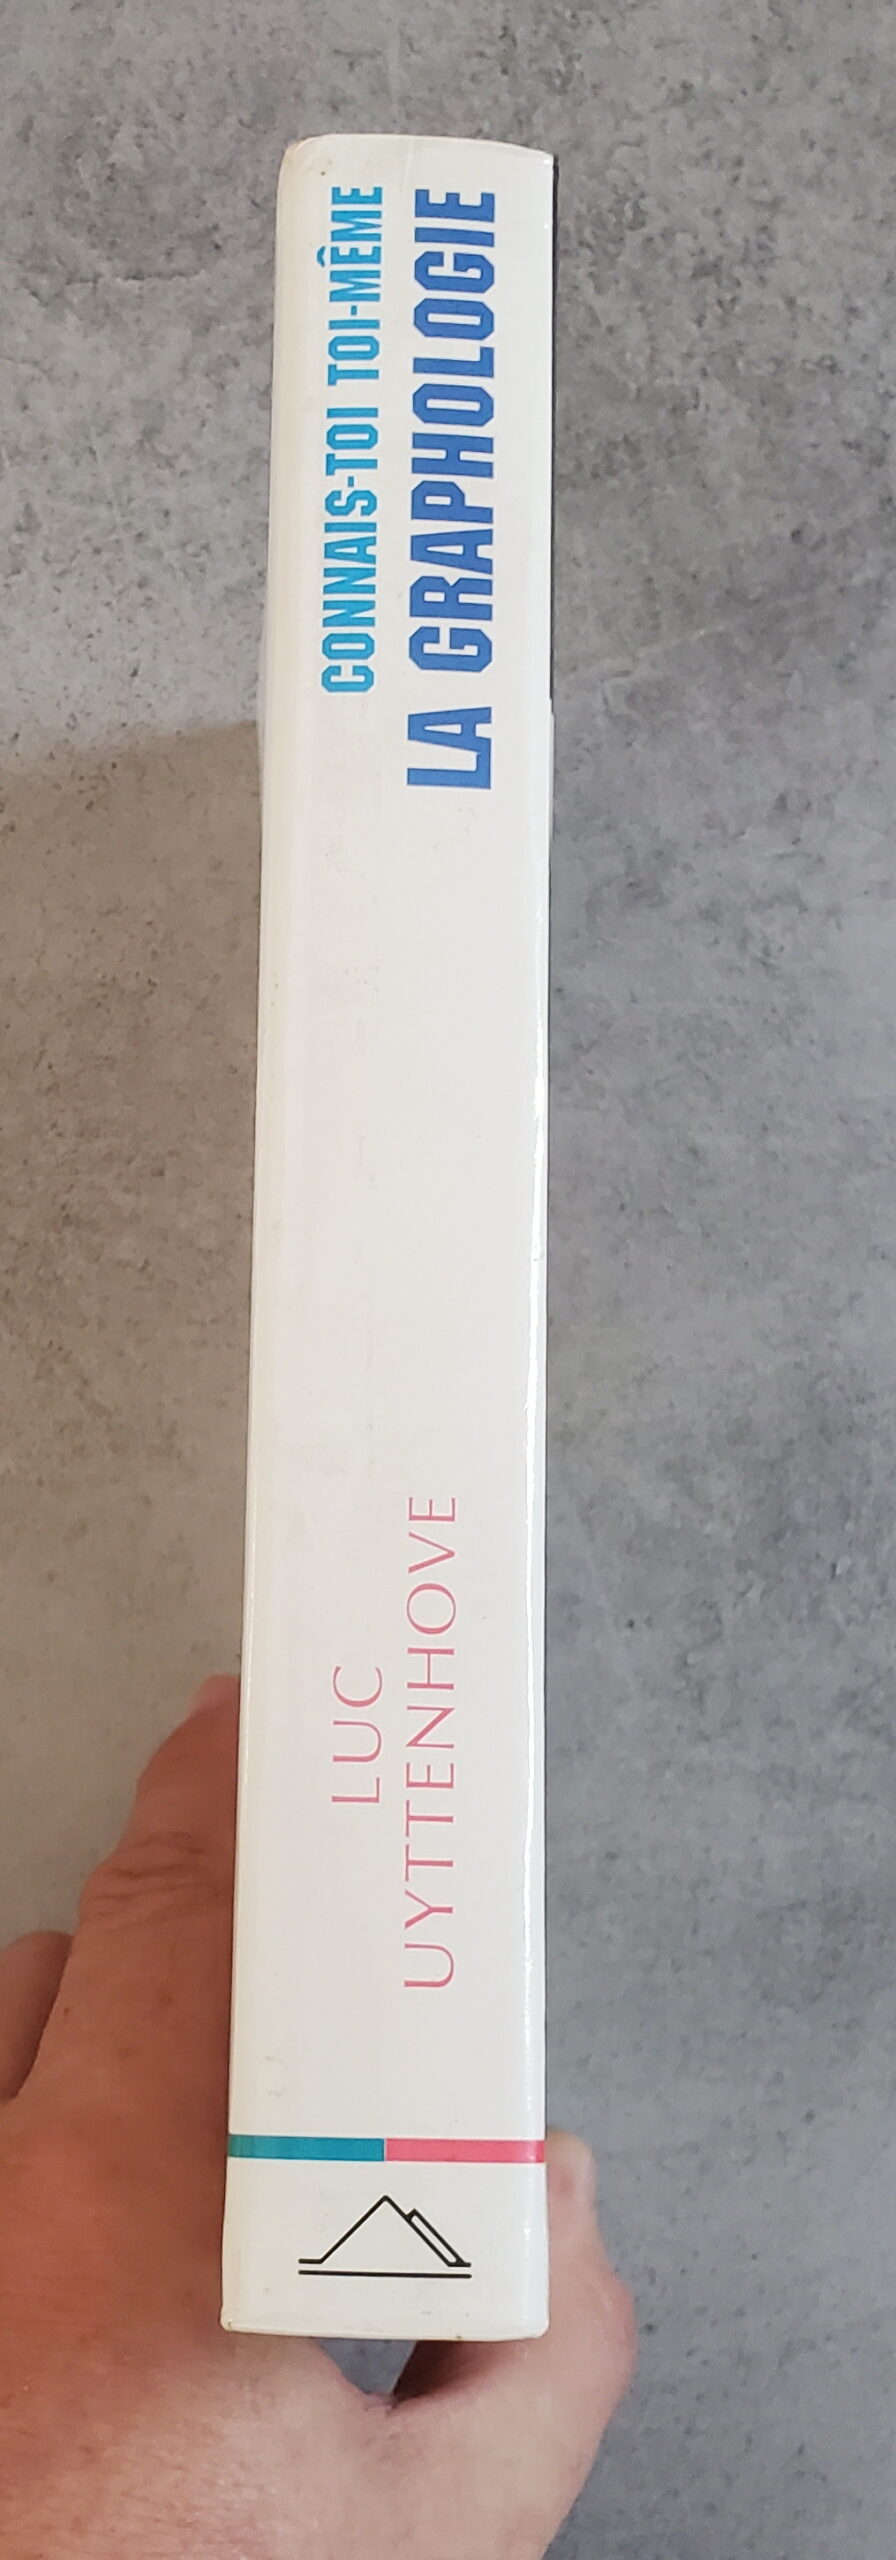 CONNAIS-TOI TOI-MÊME
LA GRAPHOLOGIE
LUC
UYTTENHOVE